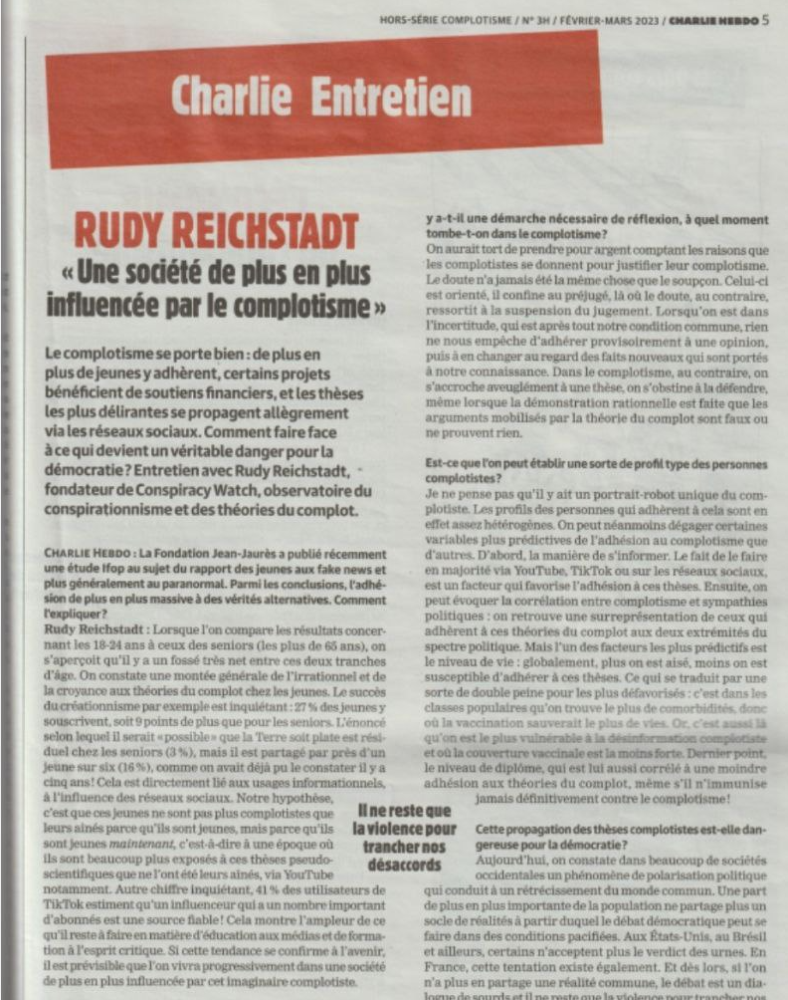 HORS-SÉRIE COMPLOTISME / N° 3H / FÉVRIER-MARS 2023 / CHARLIE HEBDO 5
Charlie Entretien
RUDY REICHSTADT
« Une société de plus en plus
influencée par le complotisme »
Le complotisme se porte bien : de plus en
plus de jeunes y adhèrent, certains projets
bénéficient de soutiens financiers, et les thèses
les plus délirantes se propagent allègrement
via les réseaux sociaux. Comment faire face
à ce qui devient un véritable danger pour la
démocratie ? Entretien avec Rudy Reichstadt,
fondateur de Conspiracy Watch, observatoire du
conspirationnisme et des théories du complot.
CHARLIE HEBDO : La Fondation Jean-Jaurès a publié récemment
une étude Ifop au sujet du rapport des jeunes aux fake news et
plus généralement au paranormal. Parmi les conclusions, l'adhé-
sion de plus en plus massive à des vérités alternatives. Comment
l'expliquer ?
Rudy Reichstadt : Lorsque l'on compare les résultats concer-
nant les 18-24 ans à ceux des seniors (les plus de 65 ans), on
s'aperçoit qu'il y a un fossé très net entre ces deux tranches
d'âge. On constate une montée générale de l'irrationnel et de
la croyance aux théories du complot chez les jeunes. Le succès
du créationnisme par exemple est inquiétant : 27 % des jeunes y
souscrivent, soit 9 points de plus que pour les seniors. L'énoncé
selon lequel il serait « possible » que la Terre soit plate est rési-
duel chez les seniors (3 %), mais il est partagé par près d'un
jeune sur six (16 %), comme on avait déjà pu le constater il y a
cinq ans ! Cela est directement lié aux usages informationnels,
à l'influence des réseaux sociaux. Notre hypothèse,
c'est que ces jeunes ne sont pas plus complotistes que
leurs aînés parce qu'ils sont jeunes, mais parce qu'ils
sont jeunes maintenant, c'est-à-dire à une époque où
ils sont beaucoup plus exposés à ces thèses pseudo-
scientifiques que ne l'ont été leurs aînés, via YouTube
notamment. Autre chiffre inquiétant, 41 % des utilisateurs de
TikTok estiment qu'un influenceur qui a un nombre important
d'abonnés est une source fiable ! Cela montre l'ampleur de ce
qu'il reste à faire en matière d'éducation aux médias et de forma-
tion à l'esprit critique. Si cette tendance se confirme à l'avenir,
il est prévisible que l'on vivra progressivement dans une société
de plus en plus influencée par cet imaginaire complotiste.
Il ne reste que
la violence pour
trancher nos
désaccords
y a-t-il une démarche nécessaire de réflexion, à quel moment
tombe-t-on dans le complotisme ?
On aurait tort de prendre pour argent comptant les raisons que
les complotistes se donnent pour justifier leur complotisme.
Le doute n'a jamais été la même chose que le soupçon. Celui-ci
est orienté, il confine au préjugé, là où le doute, au contraire,
ressortit à la suspension du jugement. Lorsqu'on est dans
l'incertitude, qui est après tout notre condition commune, rien
ne nous empêche d'adhérer provisoirement à une opinion,
puis à en changer au regard des faits nouveaux qui sont portés
à notre connaissance. Dans le complotisme, au contraire, on
s'accroche aveuglément à une thèse, on s'obstine à la défendre,
même lorsque la démonstration rationnelle est faite que les
arguments mobilisés par la théorie du complot sont faux ou
ne prouvent rien.
Est-ce que l'on peut établir une sorte de profil type des personnes
complotistes ?
Je ne pense pas qu'il y ait un portrait-robot unique du com-
plotiste. Les profils des personnes qui adhèrent à cela sont en
effet assez hétérogènes. On peut néanmoins dégager certaines
variables plus prédictives de l'adhésion au complotisme que
d'autres. D'abord, la manière de s'informer. Le fait de le faire
en majorité via YouTube, TikTok ou sur les réseaux sociaux,
est un facteur qui favorise l'adhésion à ces thèses. Ensuite, on
peut évoquer la corrélation entre complotisme et sympathies
politiques : on retrouve une surreprésentation de ceux qui
adhèrent à ces théories du complot aux deux extrémités du
spectre politique. Mais l'un des facteurs les plus prédictifs est
le niveau de vie : globalement, plus on est aisé, moins on est
susceptible d'adhérer à ces thèses. Ce qui se traduit par une
sorte de double peine pour les plus défavorisés : c'est dans les
classes populaires qu'on trouve le plus de comorbidités, donc
où la vaccination sauverait le plus de vies. Or, c'est aussi là
qu'on est le plus vulnérable à la désinformation complotiste
et où la couverture vaccinale est la moins forte. Dernier point,
le niveau de diplôme, qui est lui aussi corrélé à une moindre
adhésion aux théories du complot, même s'il n'immunise
jamais définitivement contre le complotisme !
Cette propagation des thèses complotistes est-elle dan-
gereuse pour la démocratie ?
Aujourd'hui, on constate dans beaucoup de sociétés
occidentales un phénomène de polarisation politique
qui conduit à un rétrécissement du monde commun. Une part
de plus en plus importante de la population ne partage plus un
socle de réalités à partir duquel le débat démocratique peut se
faire dans des conditions pacifiées. Aux États-Unis, au Brésil
et ailleurs, certains n'acceptent plus le verdict des urnes. En
France, cette tentation existe également. Et dès lors, si l'on
n'a plus en partage une réalité commune, le débat est un dia-
logue de sourds et il ne reste que la violence pour trancher nos